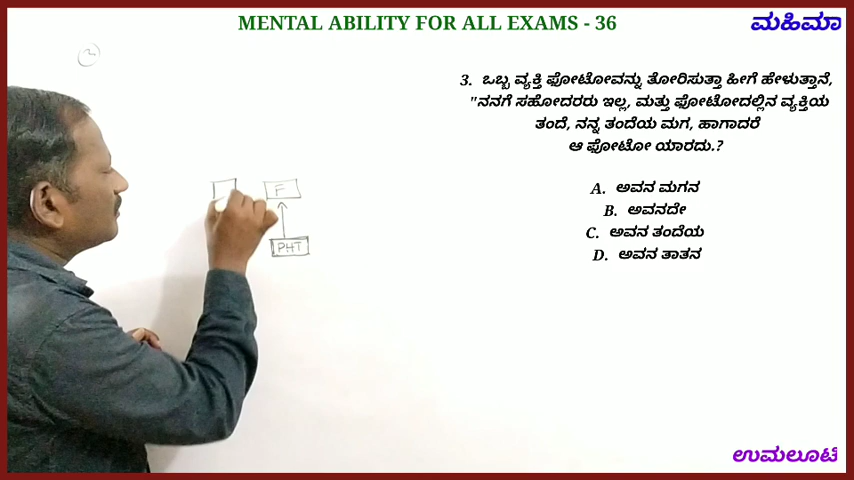 MENTAL ABILITY FOR ALL EXAMS - 36
ಮಹಿಮಾ
3
3. ಒಬ್ಬ ವ್ಯಕ್ತಿ ಫೋಟೋವನ್ನು ತೋರಿಸುತ್ತಾ ಹೀಗೆ ಹೇಳುತ್ತಾನೆ,
"ನನಗೆ ಸಹೋದರರು ಇಲ್ಲ, ಮತ್ತು ಫೋಟೋದಲ್ಲಿನ ವ್ಯಕ್ತಿಯ
ತಂದೆ, ನನ್ನ ತಂದೆಯ ಮಗ, ಹಾಗಾದರೆ
ಆ ಫೋಟೋ ಯಾರದು.?
A. ಅವನ ಮಗನ
B. ಅವನದೇ
C. ಅವನ ತಂದೆಯ
D. ಅವನ ತಾತನ
F
PHT
ಉಮಲೂಟಿ